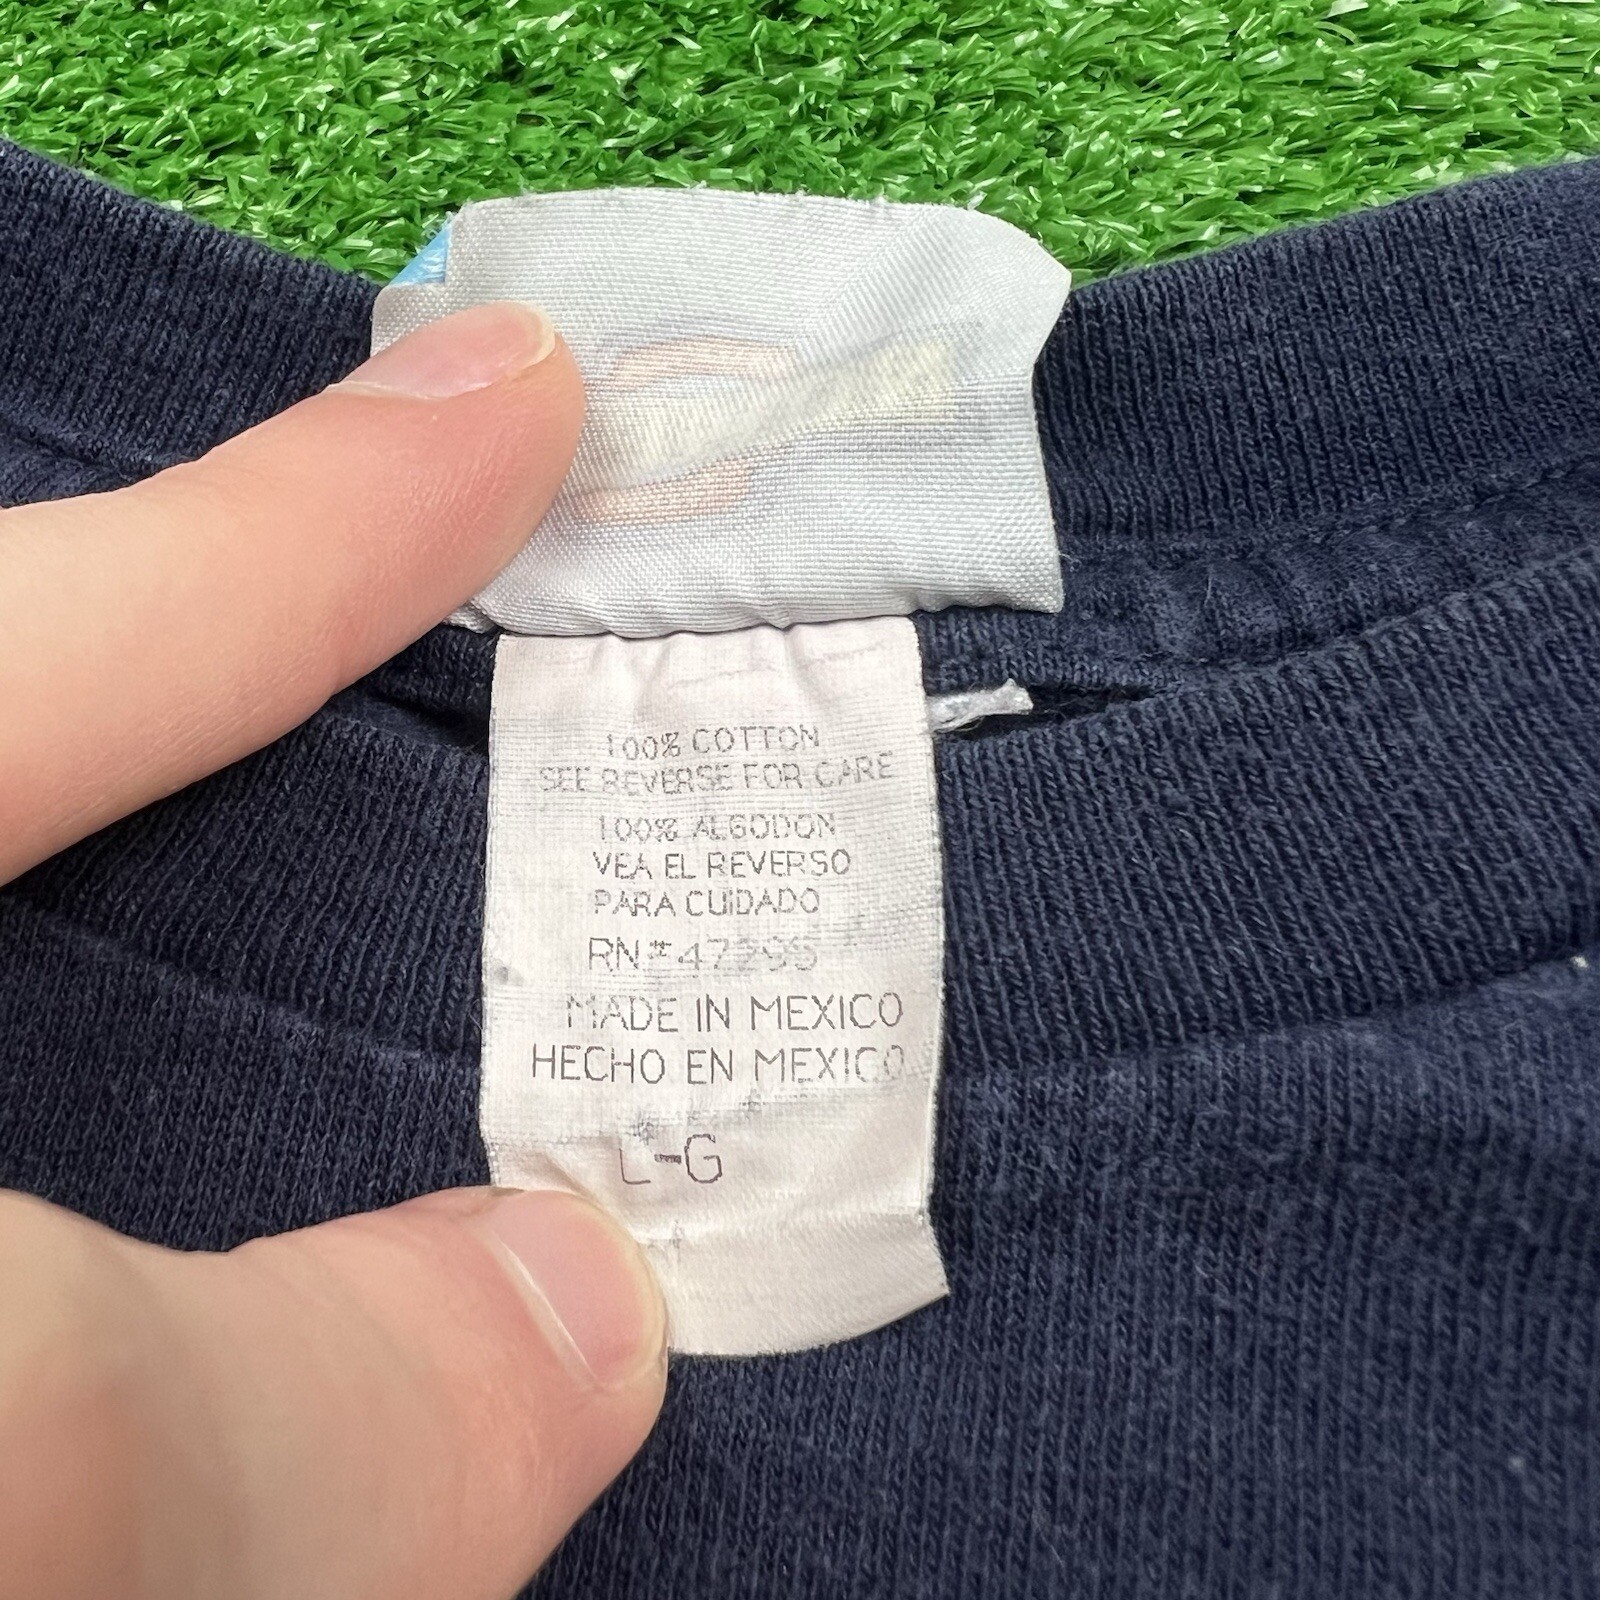 100% COTTON
SEE REVERSE FOR CARE
100% ALGODON
VEA EL REVERSO
PARA CUIDADO
RN#47295
MADE IN MEXICO
HECHO EN MEXICO
L-G